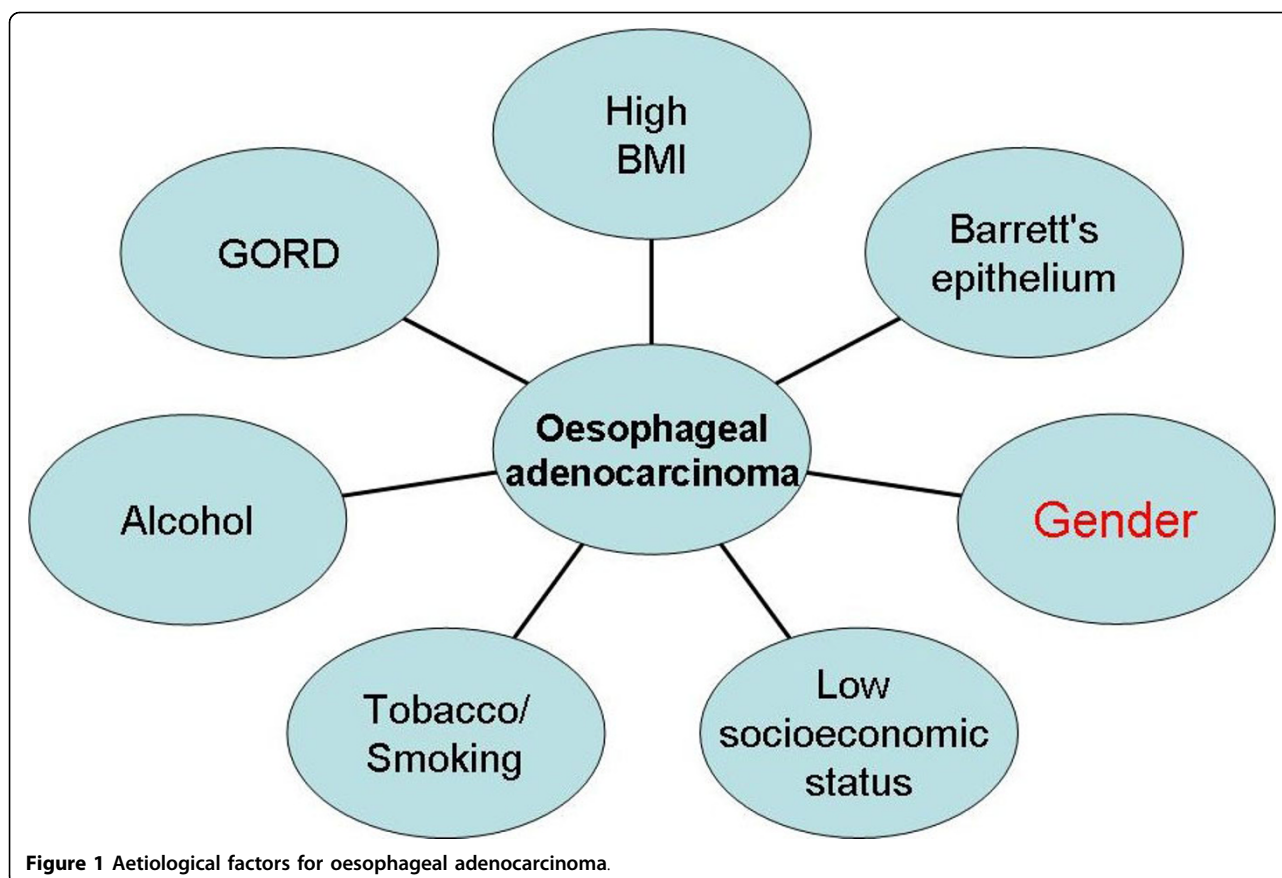 High
BMI
GORD
Barrett's
epithelium
Oesophageal
adenocarcinoma
Alcohol
Gender
Tobacco/
Smoking
Low
socioeconomic
status
Figure 1 Aetiological factors for oesophageal adenocarcinoma.